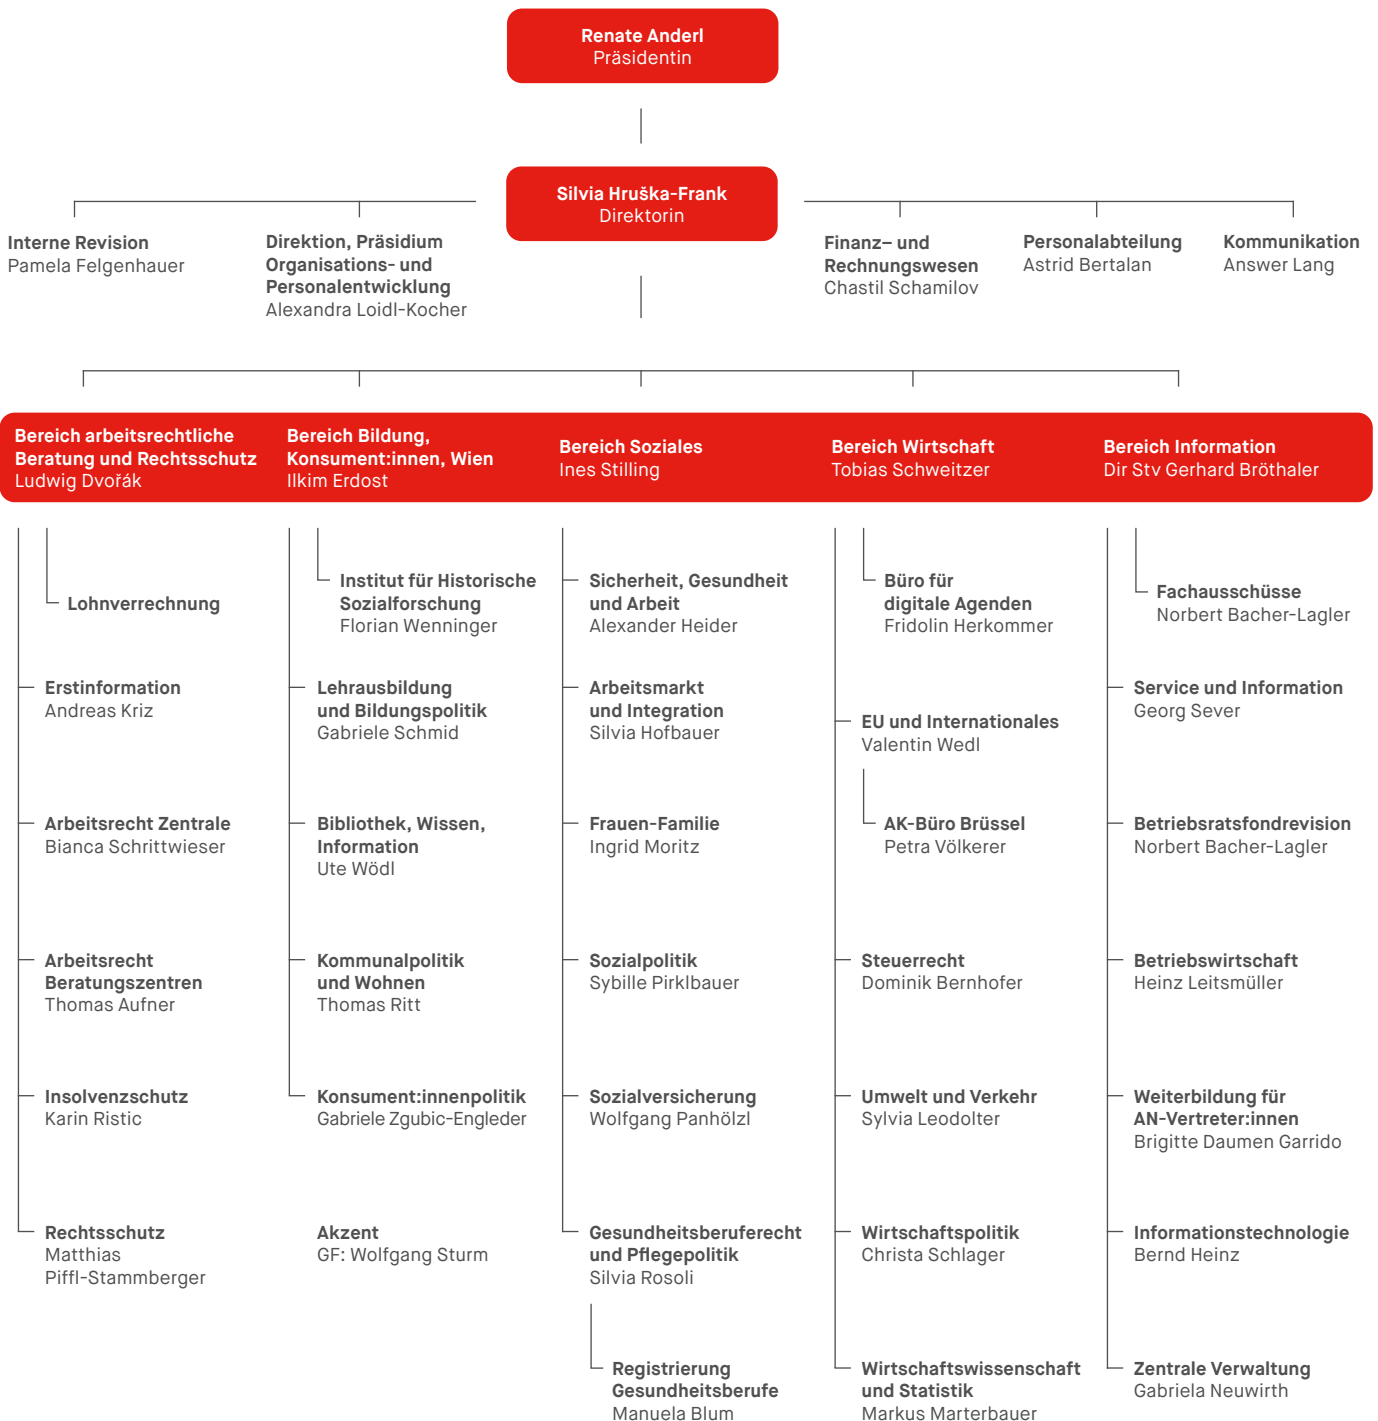 Renate Anderl
Präsidentin
Silvia Hruška-Frank
Direktorin
Interne Revision
Pamela Felgenhauer
Direktion, Präsidium
Organisations- und
Personalentwicklung
Alexandra Loidl-Kocher
Finanz– und
Rechnungswesen
Chastil Schamilov
Personalabteilung
Astrid Bertalan
Kommunikation
Answer Lang
Bereich arbeitsrechtliche
Beratung und Rechtsschutz
Ludwig Dvořák
Bereich Bildung,
Konsument:innen, Wien
Ilkim Erdost
Bereich Soziales
Ines Stilling
Bereich Wirtschaft
Tobias Schweitzer
Bereich Information
Dir Stv Gerhard Bröthaler
Lohnverrechnung
Erstinformation
Andreas Kriz
Arbeitsrecht Zentrale
Bianca Schrittwieser
Arbeitsrecht
Beratungszentren
Thomas Aufner
Insolvenzschutz
Karin Ristic
Rechtsschutz
Matthias
Piffl-Stammberger
Institut für Historische
Sozialforschung
Florian Wenninger
Lehrausbildung
und Bildungspolitik
Gabriele Schmid
Bibliothek, Wissen,
Information
Ute Wödl
Kommunalpolitik
und Wohnen
Thomas Ritt
Konsument:innenpolitik
Gabriele Zgubic-Engleder
Akzent
GF: Wolfgang Sturm
Sicherheit, Gesundheit
und Arbeit
Alexander Heider
Arbeitsmarkt
und Integration
Silvia Hofbauer
Frauen-Familie
Ingrid Moritz
Sozialpolitik
Sybille Pirklbauer
Sozialversicherung
Wolfgang Panhölzl
Gesundheitsberuferecht
und Pflegepolitik
Silvia Rosoli
Registrierung
Gesundheitsberufe
Manuela Blum
Büro für
digitale Agenden
Fridolin Herkommer
EU und Internationales
Valentin Wedl
AK-Büro Brüssel
Petra Völkerer
Steuerrecht
Dominik Bernhofer
Umwelt und Verkehr
Sylvia Leodolter
Wirtschaftspolitik
Christa Schlager
Wirtschaftswissenschaft
und Statistik
Markus Marterbauer
Fachausschüsse
Norbert Bacher-Lagler
Service und Information
Georg Sever
Betriebsratsfondrevision
Norbert Bacher-Lagler
Betriebswirtschaft
Heinz Leitsmüller
Weiterbildung für
AN-Vertreter:innen
Brigitte Daumen Garrido
Informationstechnologie
Bernd Heinz
Zentrale Verwaltung
Gabriela Neuwirth